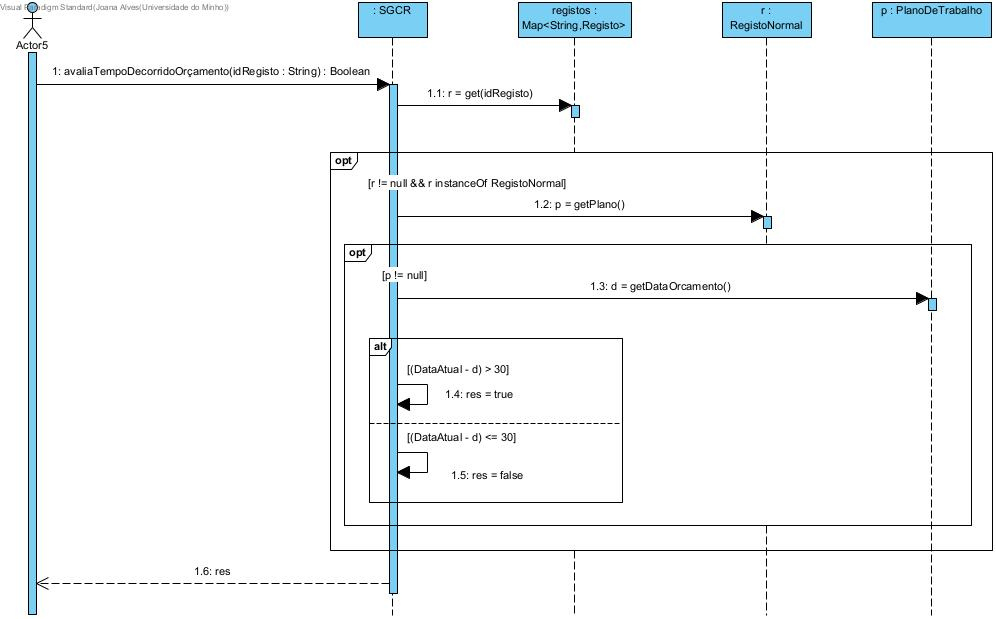 Visual Paradigm Standard(Joana Alves(Universidade do Minho))
Actor5
: SGCR
registos :
Map<String,Registo>
r :
RegistoNormal
p : PlanoDeTrabalho
1: avaliaTempoDecorridoOrçamento(idRegisto : String) : Boolean
1.1: r = get(idRegisto)
opt
[r != null && r instanceOf RegistoNormal]
1.2: p = getPlano()
opt
[p != null]
1.3: d = getDataOrcamento()
alt
[(DataAtual - d) > 30]
1.4: res = true
[(DataAtual - d) <= 30]
1.5: res = false
1.6: res